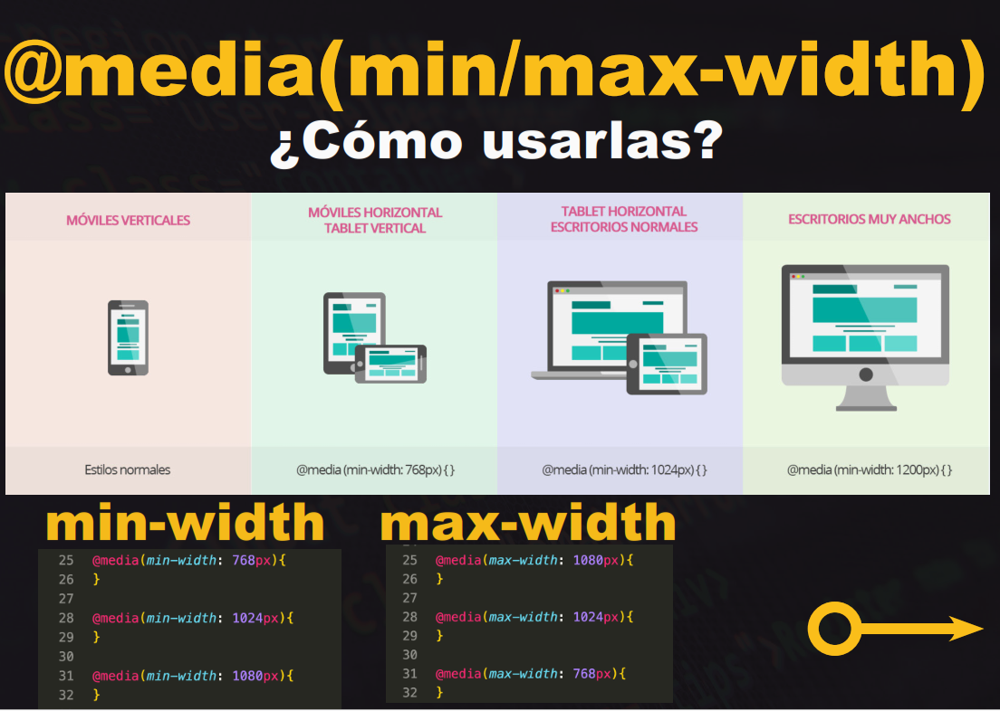 @media(min/max-width)
¿Cómo usarlas?
MÓVILES VERTICALES
MÓVILES HORIZONTAL
TABLET VERTICAL
TABLET HORIZONTAL
ESCRITORIOS NORMALES
ESCRITORIOS MUY ANCHOS
Estilos normales
@media (min-width: 768px) { }
@media (min-width: 1024px) { }
@media (min-width: 1200px) { }
min-width
25 @media(min-width: 768px){
26 }
27
28 @media(min-width: 1024px){
29 }
30
31 @media(min-width: 1080px){
32 }
max-width
25 @media(max-width: 1080px){
26 }
27
28 @media(max-width: 1024px){
29 }
30
31 @media(max-width: 768px){
32 }